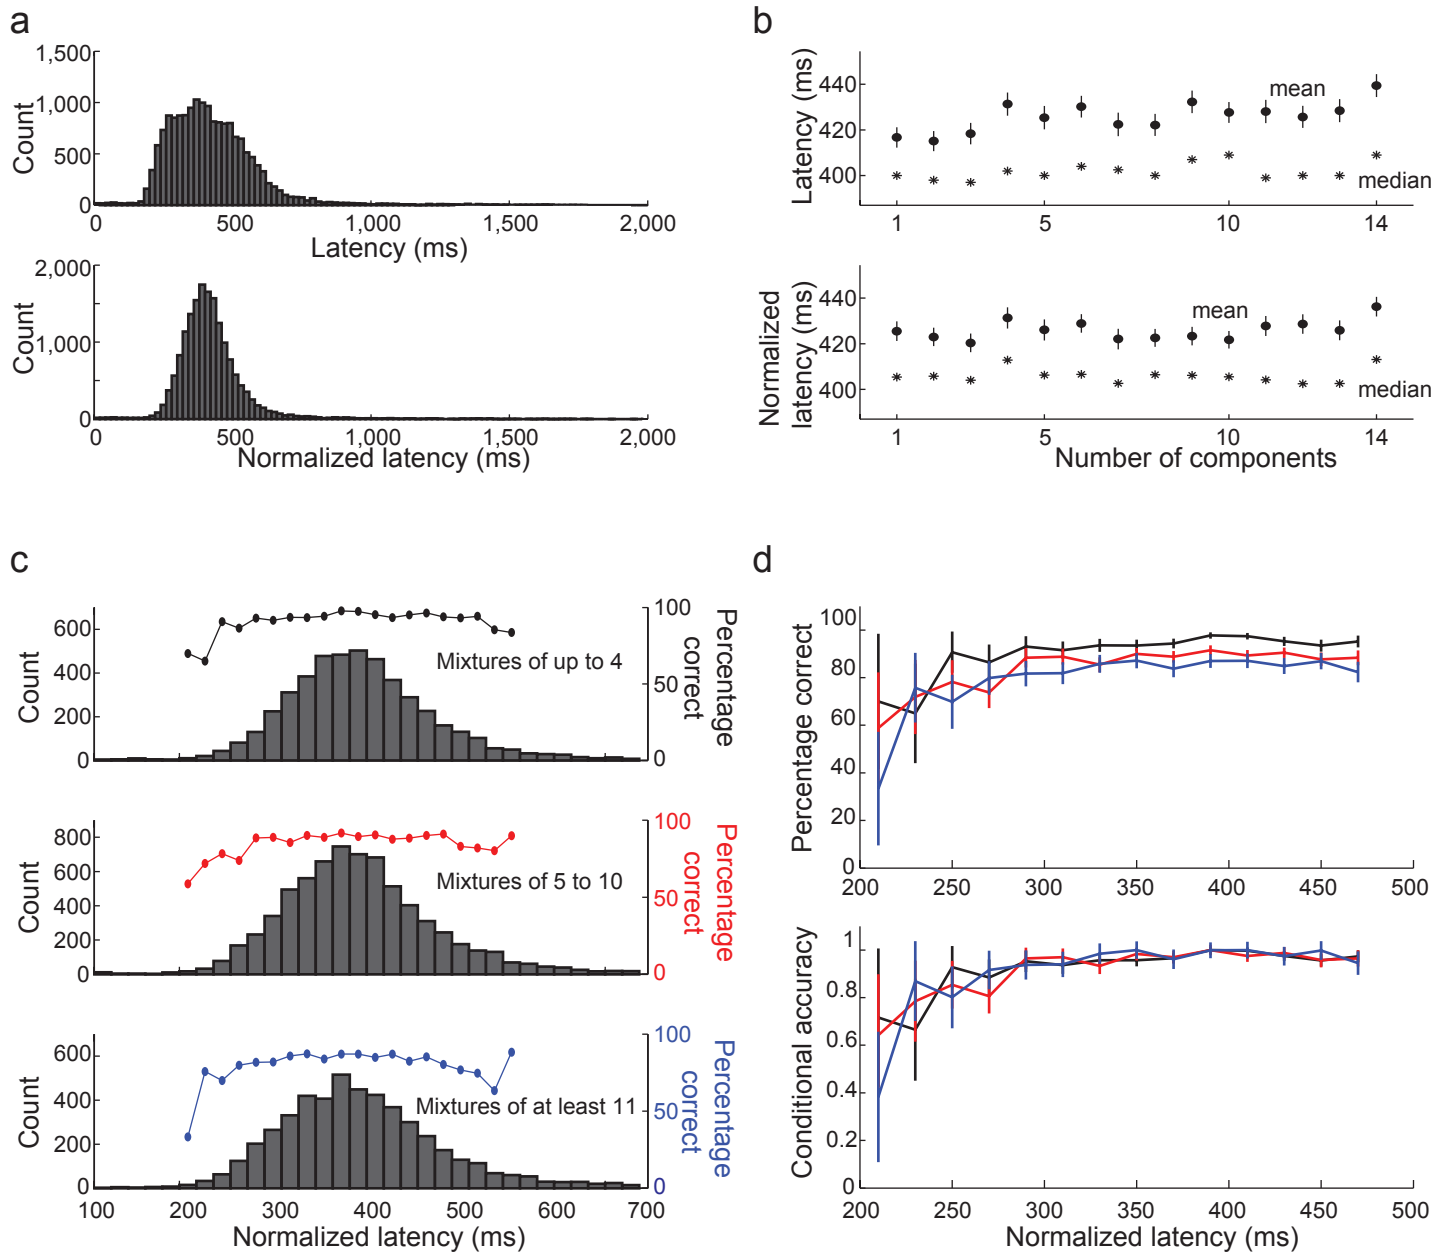 a
1,500
1,000
500
0
Count
0 500 1,000 1,500 2,000
Latency (ms)
2,000
1,000
0
Count
0 500 1,000 1,500 2,000
Normalized latency (ms)
b
440
420
400
Latency (ms)
mean
median
1 5 10 14
440
420
400
Normalized
latency (ms)
mean
median
1 5 10 14
Number of components
c
600
400
200
0
Count
100
50
0
Percentage
correct
Mixtures of up to 4
800
600
400
200
0
Count
100
50
0
Percentage
correct
Mixtures of 5 to 10
600
400
200
0
Count
100
50
0
Percentage
correct
Mixtures of at least 11
100 200 300 400 500 600 700
Normalized latency (ms)
d
100
80
60
40
20
0
Percentage correct
200 250 300 350 400 450 500
1
0.8
0.6
0.4
0.2
0
Conditional accuracy
200 250 300 350 400 450 500
Normalized latency (ms)